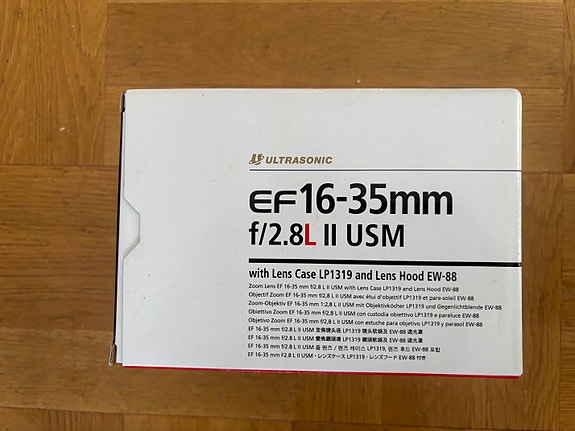 ULTRASONIC
EF16-35mm
f/2.8L II USM
with Lens Case LP1319 and Lens Hood EW-88
Zoom Lens EF 16-35 mm f/2.8 L II USM with Lens Case LP1319 and Lens Hood EW-88
Objectif Zoom EF 16-35 mm f/2,8 L II USM avec étui d'objectif LP1319 et pare-soleil EW-88
Zoom-Objektiv EF 16-35 mm 1:2,8 L II USM mit Objektivköcher LP1319 und Gegenlichtblende EW-88
Obiettivo Zoom EF 16-35 mm f/2,8 L II USM con custodia obiettivo LP1319 e paraluce EW-88
Objetivo Zoom EF 16-35 mm f/2,8 L II USM con estuche para objetivo LP1319 y parasol EW-88
EF 16-35 mm f/2.8 L II USM 变焦镜头连 LP1319 镜头软袋及 EW-88 遮光罩
EF 16-35 mm f/2.8 L II USM 變焦鏡頭連 LP1319 鏡頭軟袋及 EW-88 遮光罩
EF 16-35 mm f/2.8 L II USM 줌 렌즈 / 렌즈 케이스 LP1319, 렌즈 후드 EW-88 포함
EF 16-35 mm F2.8 L II USM・レンズケース LP1319・レンズフード EW-88 付き